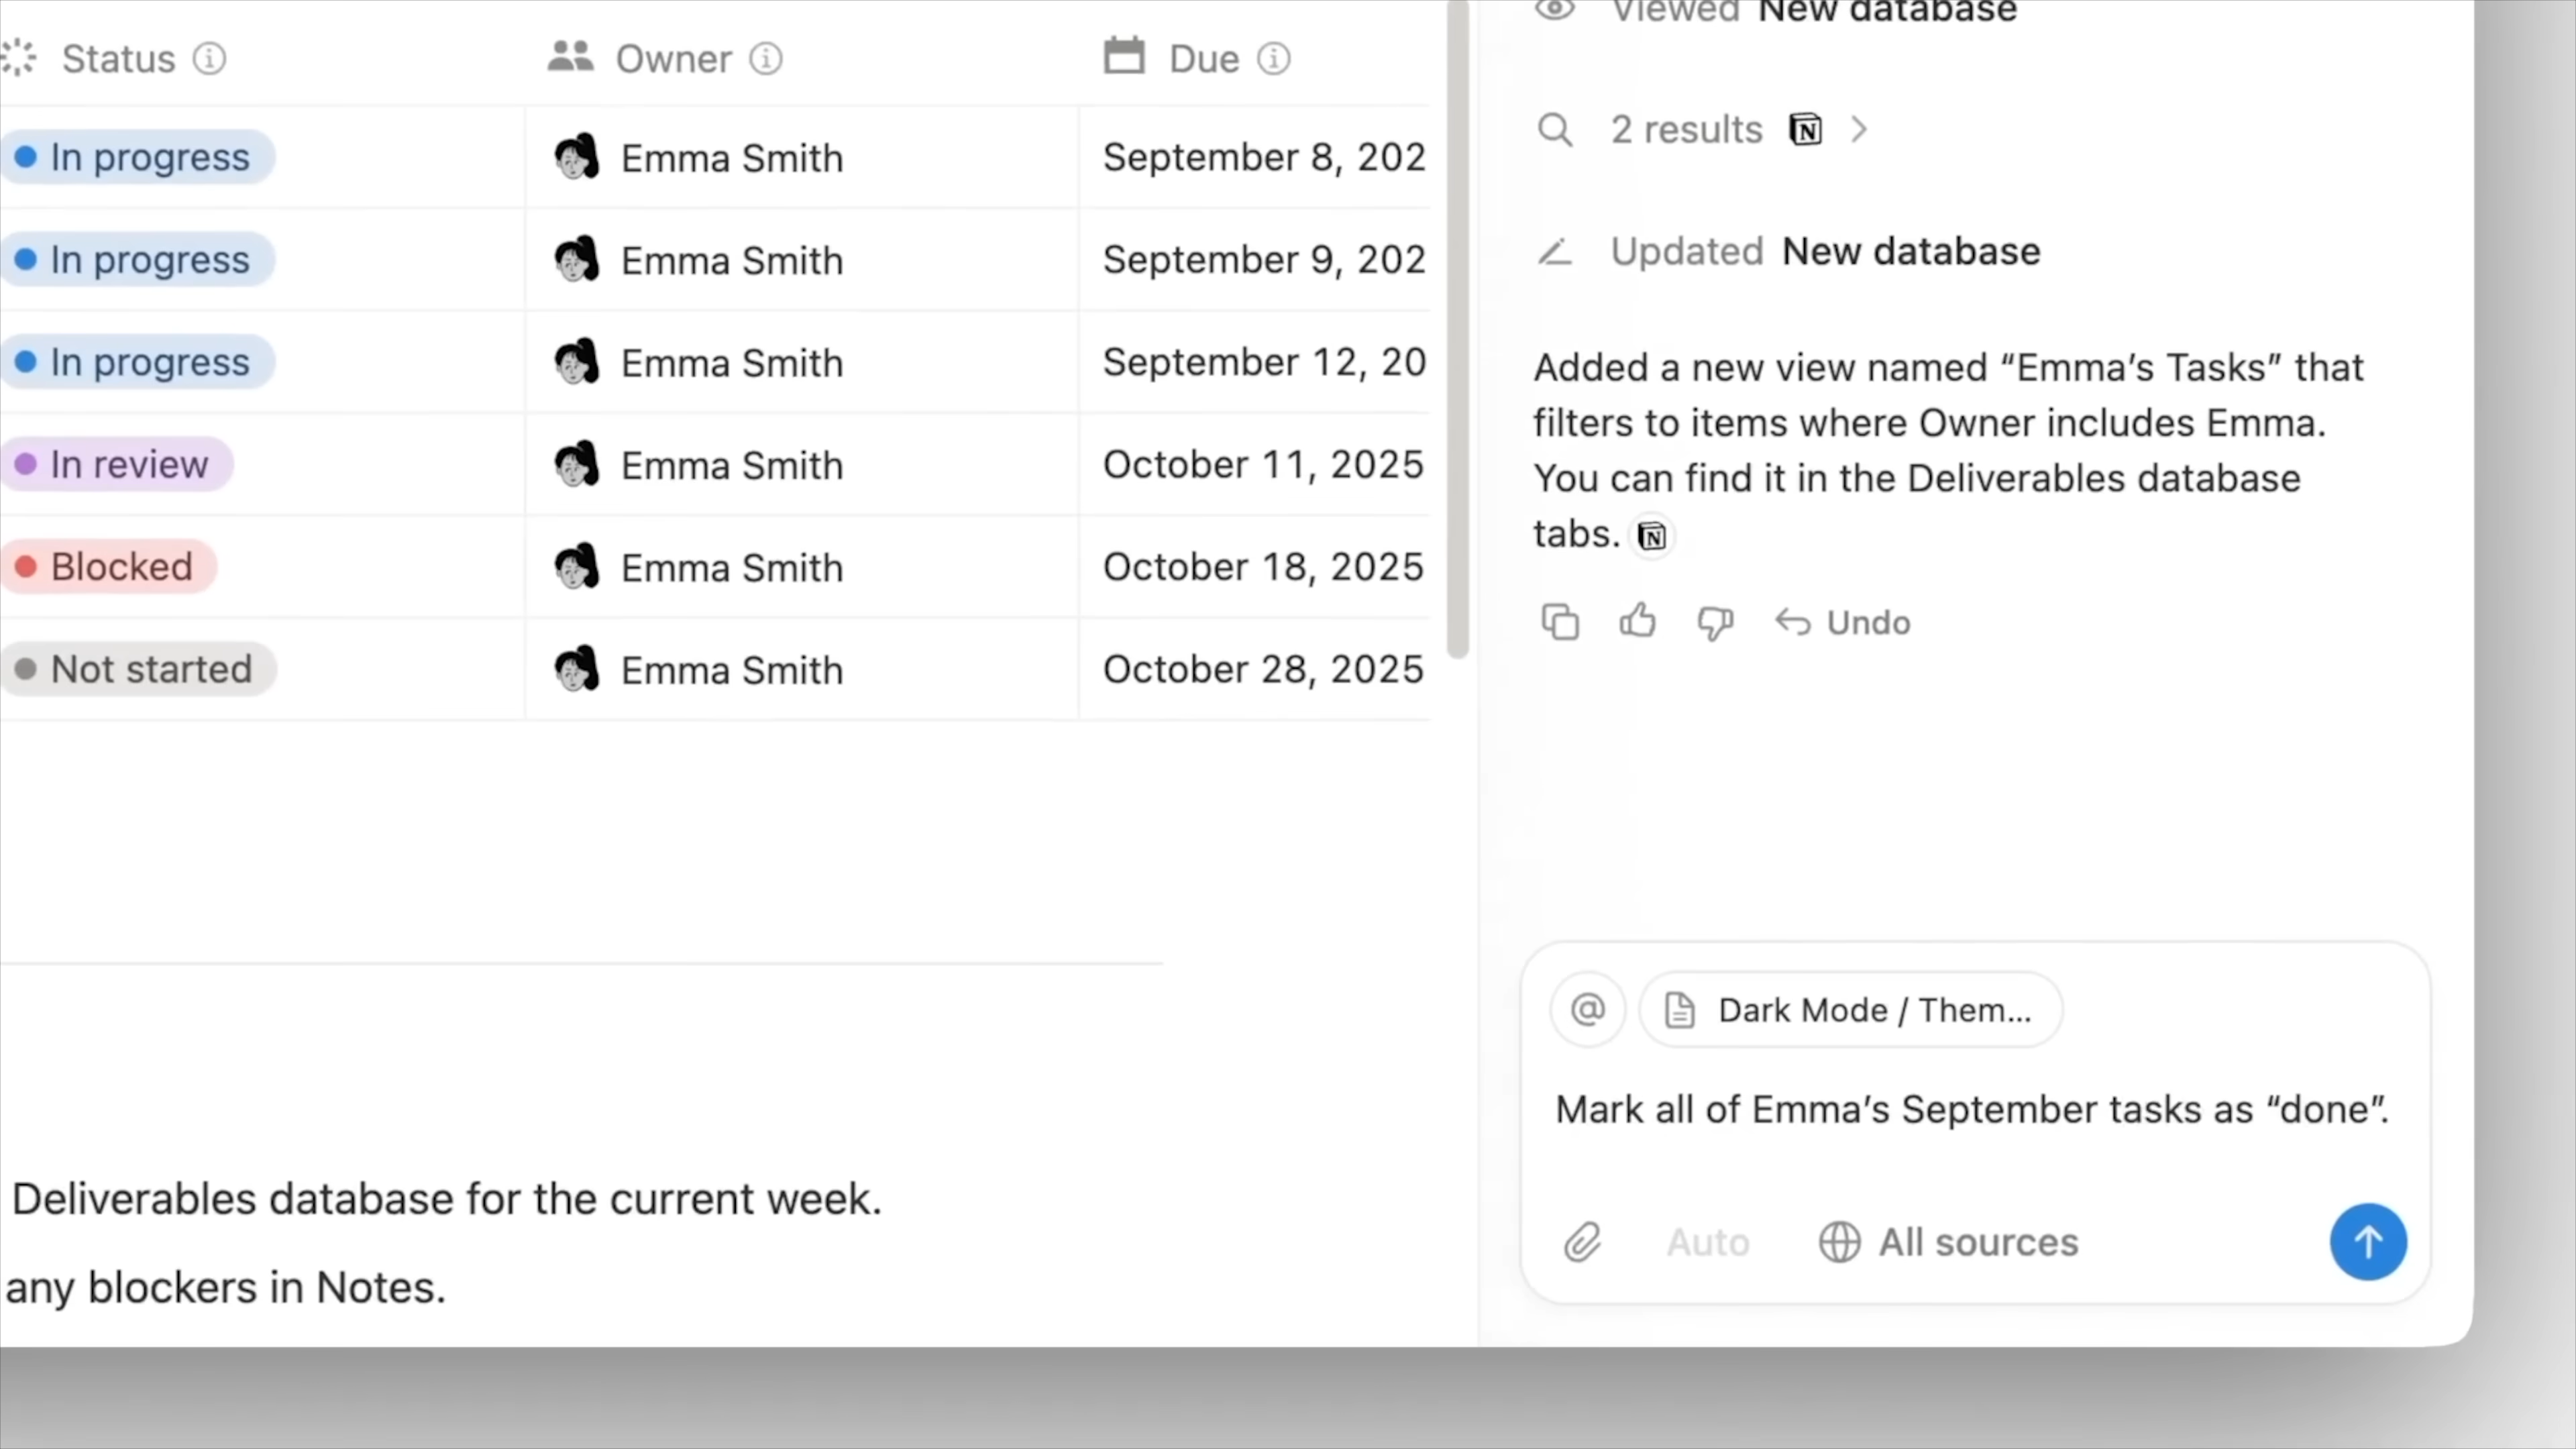 Status
Owner
Due
In progress
Emma Smith
September 8, 202
In progress
Emma Smith
September 9, 202
In progress
Emma Smith
September 12, 20
In review
Emma Smith
October 11, 2025
Blocked
Emma Smith
October 18, 2025
Not started
Emma Smith
October 28, 2025
Deliverables database for the current week.
any blockers in Notes.
Viewed New database
2 results
Updated New database
Added a new view named “Emma’s Tasks” that
filters to items where Owner includes Emma.
You can find it in the Deliverables database
tabs.
Undo
@ Dark Mode / Them...
Mark all of Emma’s September tasks as “done”.
Auto
All sources